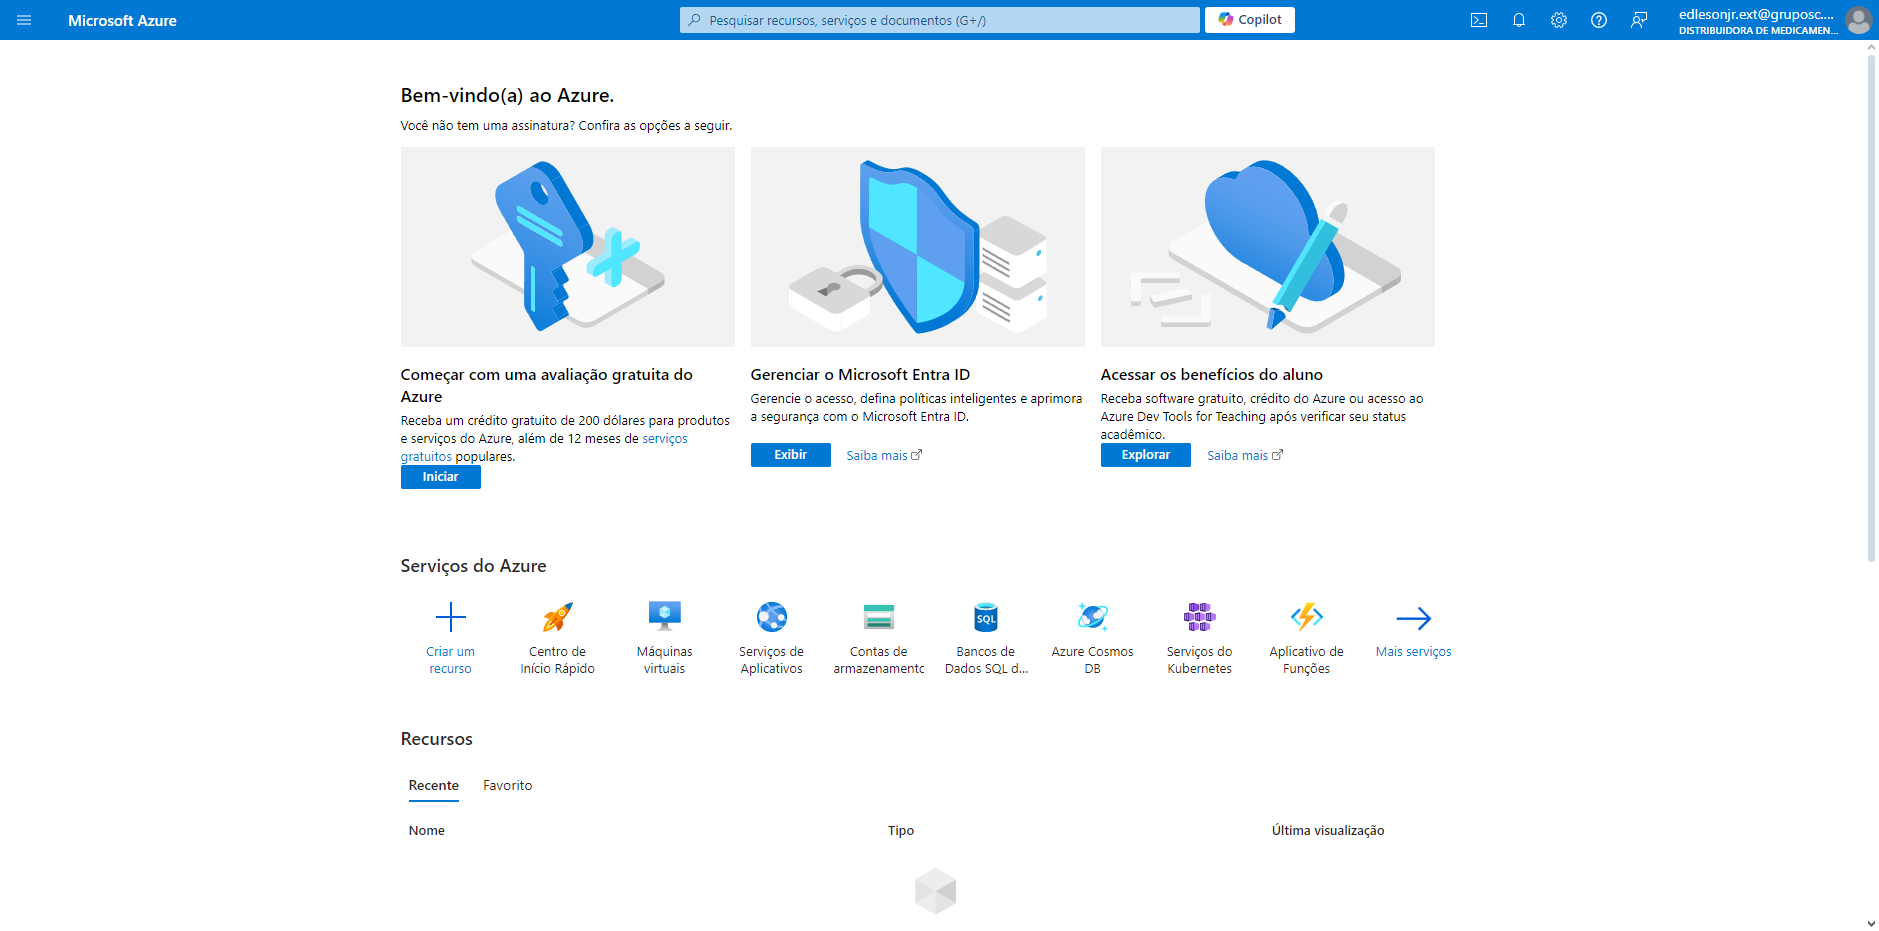 Microsoft Azure
Pesquisar recursos, serviços e documentos (G+/)
Copilot
edlesonjr.ext@gruposc....
DISTRIBUIDORA DE MEDICAMEN...
Bem-vindo(a) ao Azure.
Você não tem uma assinatura? Confira as opções a seguir.
Começar com uma avaliação gratuita do
Azure
Receba um crédito gratuito de 200 dólares para produtos
e serviços do Azure, além de 12 meses de serviços
gratuitos populares.
Iniciar
Gerenciar o Microsoft Entra ID
Gerencie o acesso, defina políticas inteligentes e aprimora
a segurança com o Microsoft Entra ID.
Exibir
Saiba mais
Acessar os benefícios do aluno
Receba software gratuito, crédito do Azure ou acesso ao
Azure Dev Tools for Teaching após verificar seu status
acadêmico.
Explorar
Saiba mais
Serviços do Azure
Criar um
recurso
Centro de
Início Rápido
Máquinas
virtuais
Serviços de
Aplicativos
Contas de
armazenamento
SQL
Bancos de
Dados SQL d...
Azure Cosmos
DB
Serviços do
Kubernetes
Aplicativo de
Funções
Mais serviços
Recursos
Recente
Favorito
Nome
Tipo
Última visualização